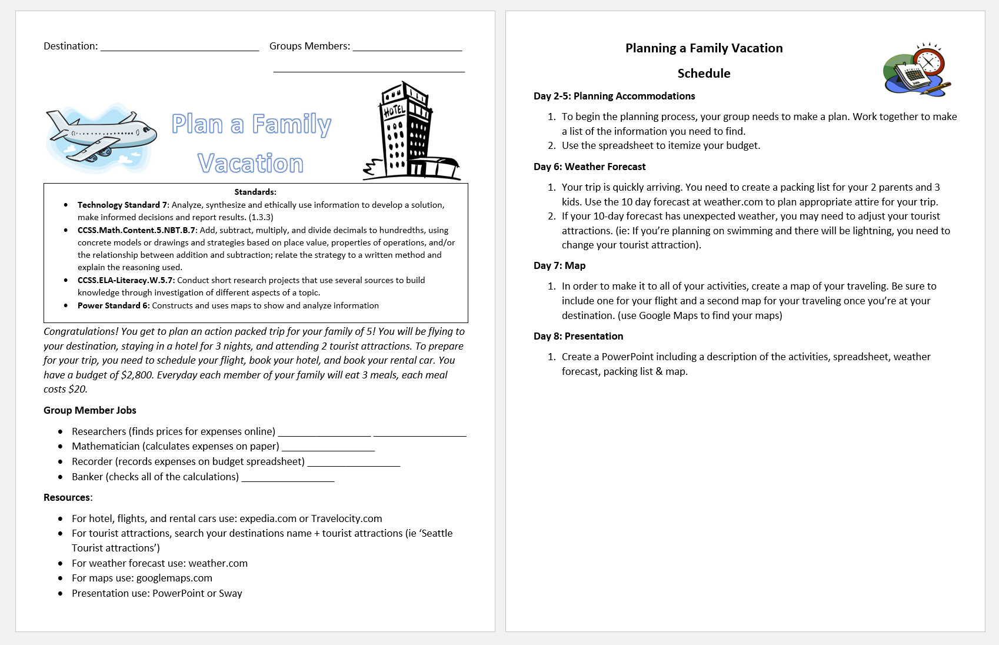 Destination: ______________________________ Groups Members: ____________________
____________________________________
HOTEL
Plan a Family
Vacation
Standards:
• Technology Standard 7: Analyze, synthesize and ethically use information to develop a solution,
make informed decisions and report results. (1.3.3)
• CCSS.Math.Content.5.NBT.B.7: Add, subtract, multiply, and divide decimals to hundredths, using
concrete models or drawings and strategies based on place value, properties of operations, and/or
the relationship between addition and subtraction; relate the strategy to a written method and
explain the reasoning used.
• CCSS.ELA-Literacy.W.5.7: Conduct short research projects that use several sources to build
knowledge through investigation of different aspects of a topic.
• Power Standard 6: Constructs and uses maps to show and analyze information
Congratulations! You get to plan an action packed trip for your family of 5! You will be flying to
your destination, staying in a hotel for 3 nights, and attending 2 tourist attractions. To prepare
for your trip, you need to schedule your flight, book your hotel, and book your rental car. You
have a budget of $2,800. Everyday each member of your family will eat 3 meals, each meal
costs $20.
Group Member Jobs
• Researchers (finds prices for expenses online) _________________ _________________
• Mathematician (calculates expenses on paper) _________________
• Recorder (records expenses on budget spreadsheet) _________________
• Banker (checks all of the calculations) _________________
Resources:
• For hotel, flights, and rental cars use: expedia.com or Travelocity.com
• For tourist attractions, search your destinations name + tourist attractions (ie ‘Seattle
Tourist attractions’)
• For weather forecast use: weather.com
• For maps use: googlemaps.com
• Presentation use: PowerPoint or Sway
Planning a Family Vacation
Schedule
Day 2-5: Planning Accommodations
1. To begin the planning process, your group needs to make a plan. Work together to make
a list of the information you need to find.
2. Use the spreadsheet to itemize your budget.
Day 6: Weather Forecast
1. Your trip is quickly arriving. You need to create a packing list for your 2 parents and 3
kids. Use the 10 day forecast at weather.com to plan appropriate attire for your trip.
2. If your 10-day forecast has unexpected weather, you may need to adjust your tourist
attractions. (ie: If you’re planning on swimming and there will be lightning, you need to
change your tourist attraction).
Day 7: Map
1. In order to make it to all of your activities, create a map of your traveling. Be sure to
include one for your flight and a second map for your traveling once you’re at your
destination. (use Google Maps to find your maps)
Day 8: Presentation
1. Create a PowerPoint including a description of the activities, spreadsheet, weather
forecast, packing list & map.